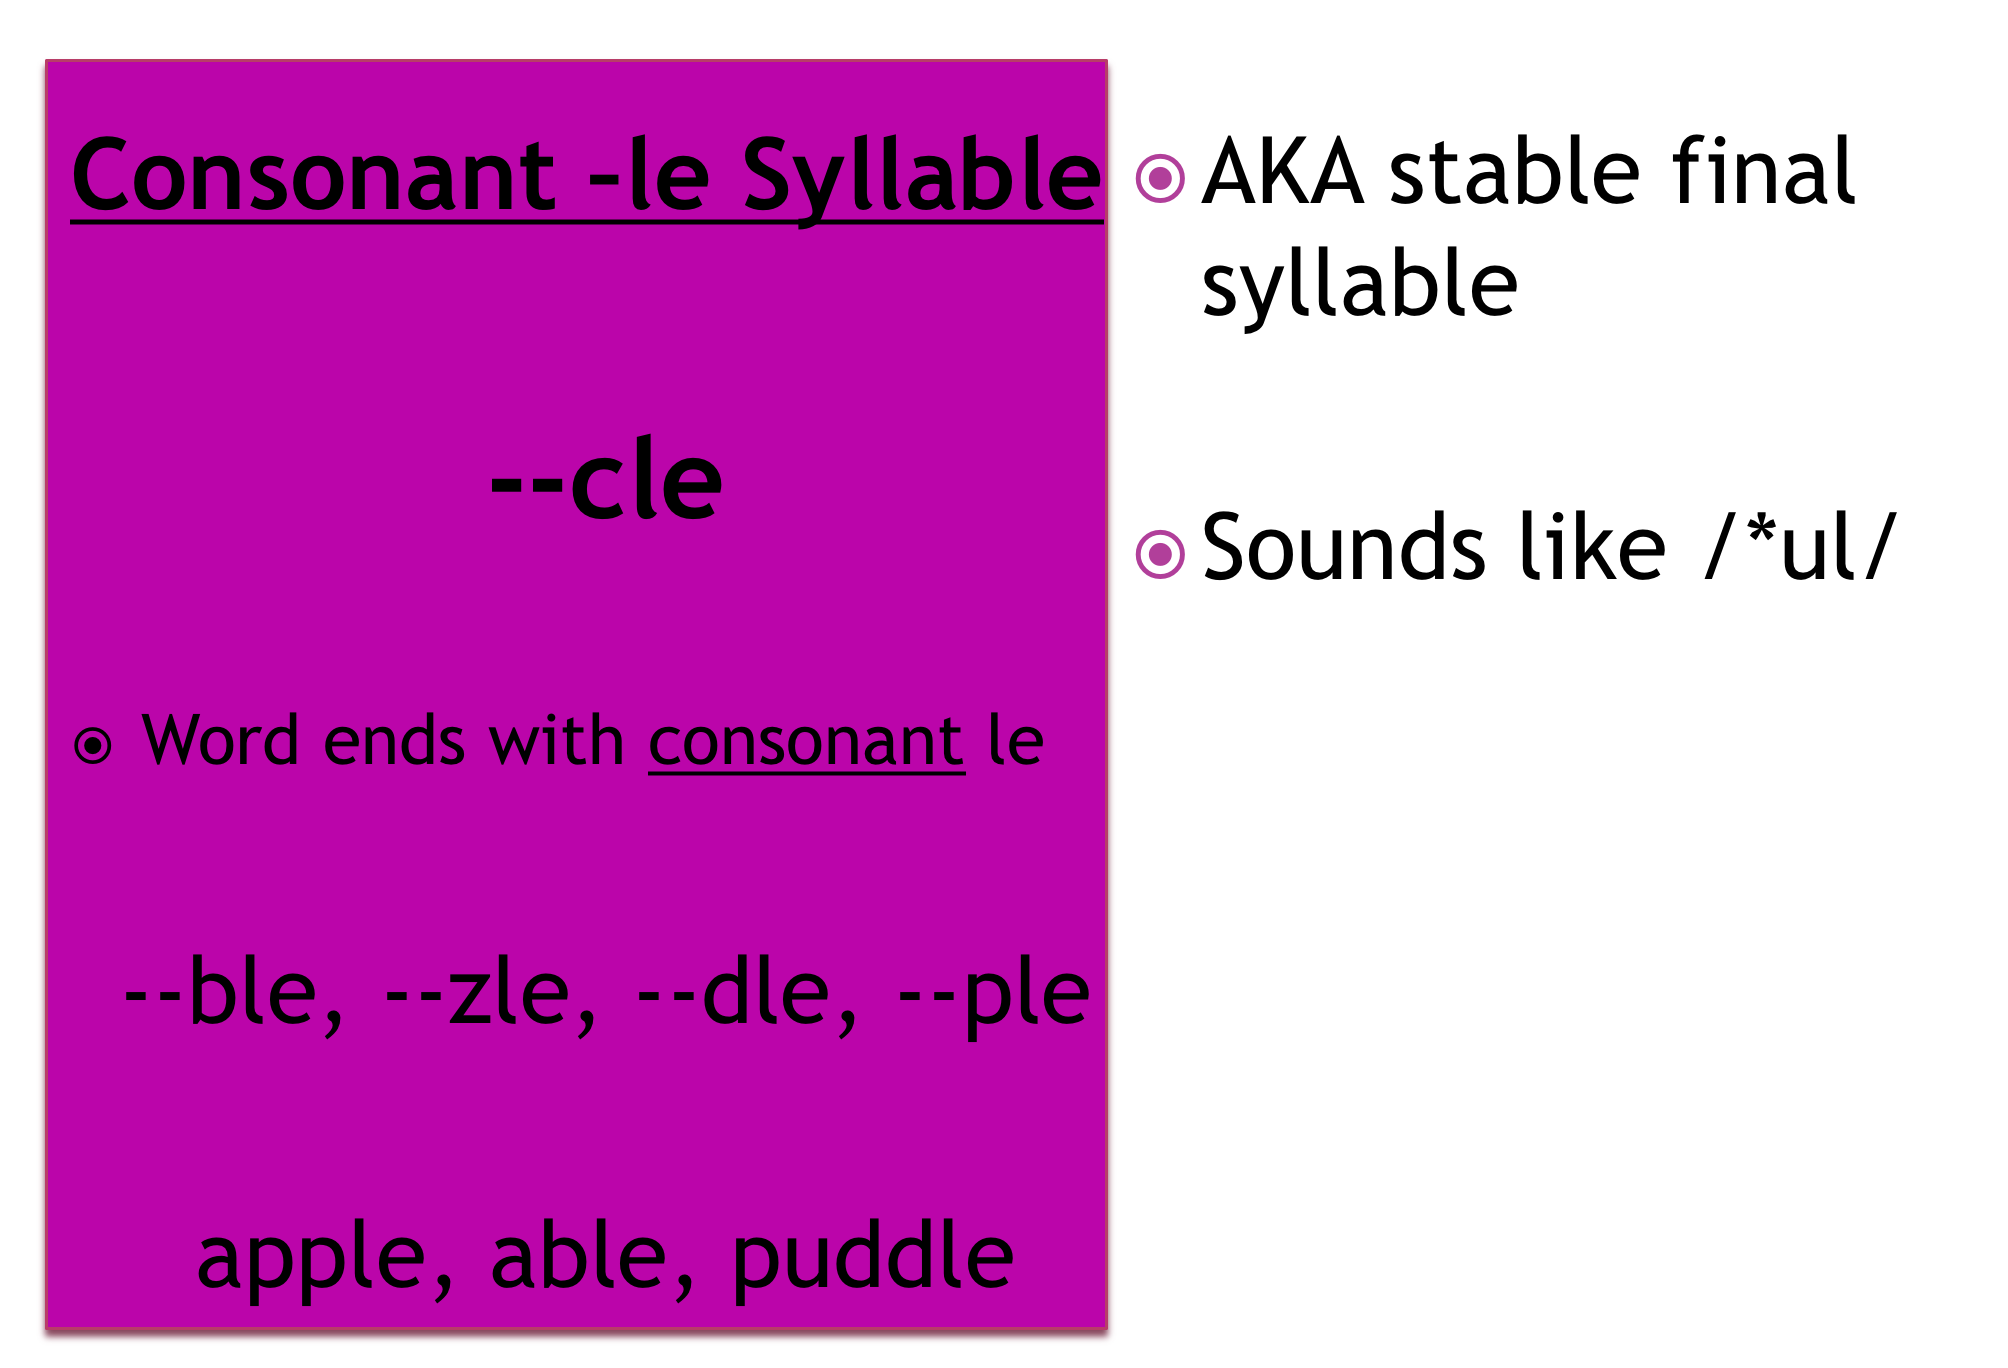 Consonant –le Syllable
--cle
Word ends with consonant le
--ble, --zle, --dle, --ple
apple, able, puddle
AKA stable final
syllable
Sounds like /*ul/